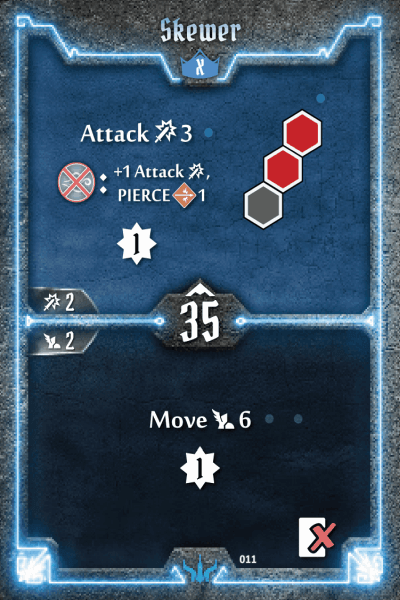 Skewer
X
Attack 3
+1 Attack,
PIERCE 1
1
2
35
2
Move 6
1
011